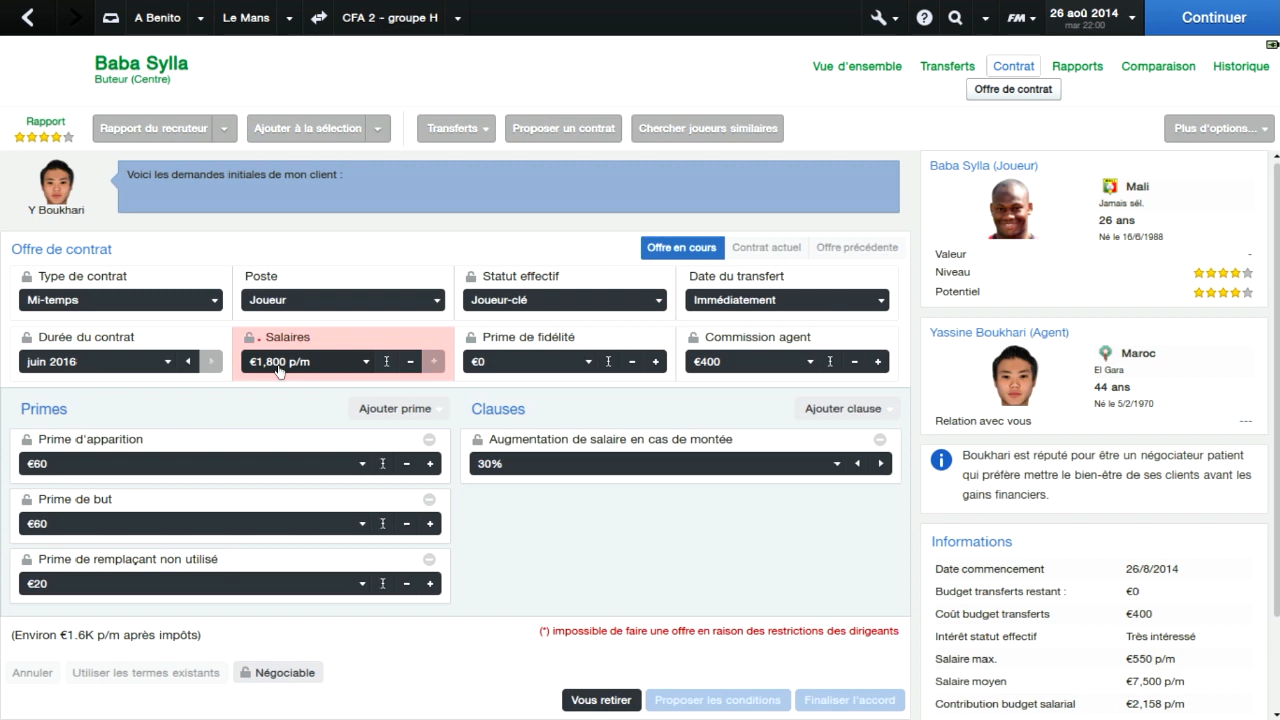 A Benito
Le Mans
CFA 2 - groupe H
FM
26 aoû 2014
mar 22:00
Continuer
Baba Sylla
Buteur (Centre)
Vue d'ensemble
Transferts
Contrat
Rapports
Comparaison
Historique
Offre de contrat
Rapport
Rapport du recruteur
Ajouter à la sélection
Transferts
Proposer un contrat
Chercher joueurs similaires
Plus d'options...
Voici les demandes initiales de mon client :
Y Boukhari
Offre de contrat
Offre en cours
Contrat actuel
Offre précédente
Type de contrat
Poste
Statut effectif
Date du transfert
Mi-temps
Joueur
Joueur-clé
Immédiatement
Durée du contrat
. Salaires
Prime de fidélité
Commission agent
juin 2016
€1,800 p/m
€0
€400
Primes
Ajouter prime
Clauses
Ajouter clause
Prime d'apparition
€60
Augmentation de salaire en cas de montée
30%
Prime de but
€60
Prime de remplaçant non utilisé
€20
(Environ €1.6K p/m après impôts)
(*) impossible de faire une offre en raison des restrictions des dirigeants
Annuler
Utiliser les termes existants
Négociable
Vous retirer
Proposer les conditions
Finaliser l'accord
Baba Sylla (Joueur)
Mali
Jamais sél.
26 ans
Né le 16/6/1988
Valeur -
Niveau
Potentiel
Yassine Boukhari (Agent)
Maroc
El Gara
44 ans
Né le 5/2/1970
Relation avec vous ---
Boukhari est réputé pour être un négociateur patient
qui préfère mettre le bien-être de ses clients avant les
gains financiers.
Informations
Date commencement 26/8/2014
Budget transferts restant : €0
Coût budget transferts €400
Intérêt statut effectif Très intéressé
Salaire max. €550 p/m
Salaire moyen €7,500 p/m
Contribution budget salarial €2,158 p/m